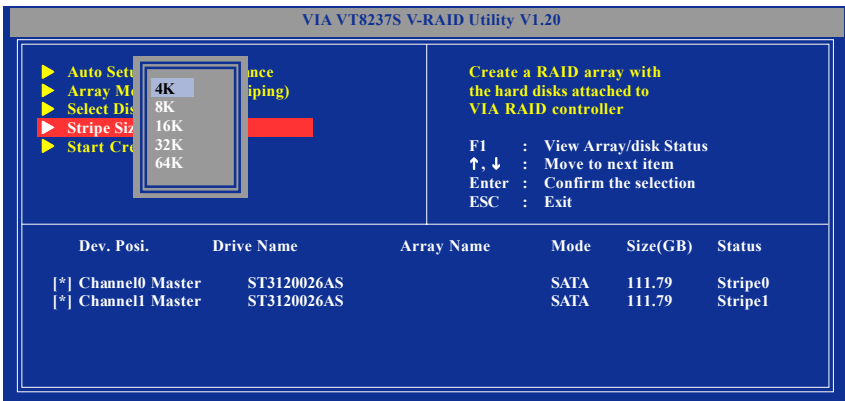 VIA VT8237S V-RAID Utility V1.20
Auto Setu nce
Array Mo iping)
Select Dis
Stripe Siz
Start Cre
4K
8K
16K
32K
64K
Create a RAID array with
the hard disks attached to
VIA RAID controller
F1 : View Array/disk Status
↑, ↓ : Move to next item
Enter : Confirm the selection
ESC : Exit
Dev. Posi. Drive Name Array Name Mode Size(GB) Status
[*] Channel0 Master ST3120026AS SATA 111.79 Stripe0
[*] Channel1 Master ST3120026AS SATA 111.79 Stripe1